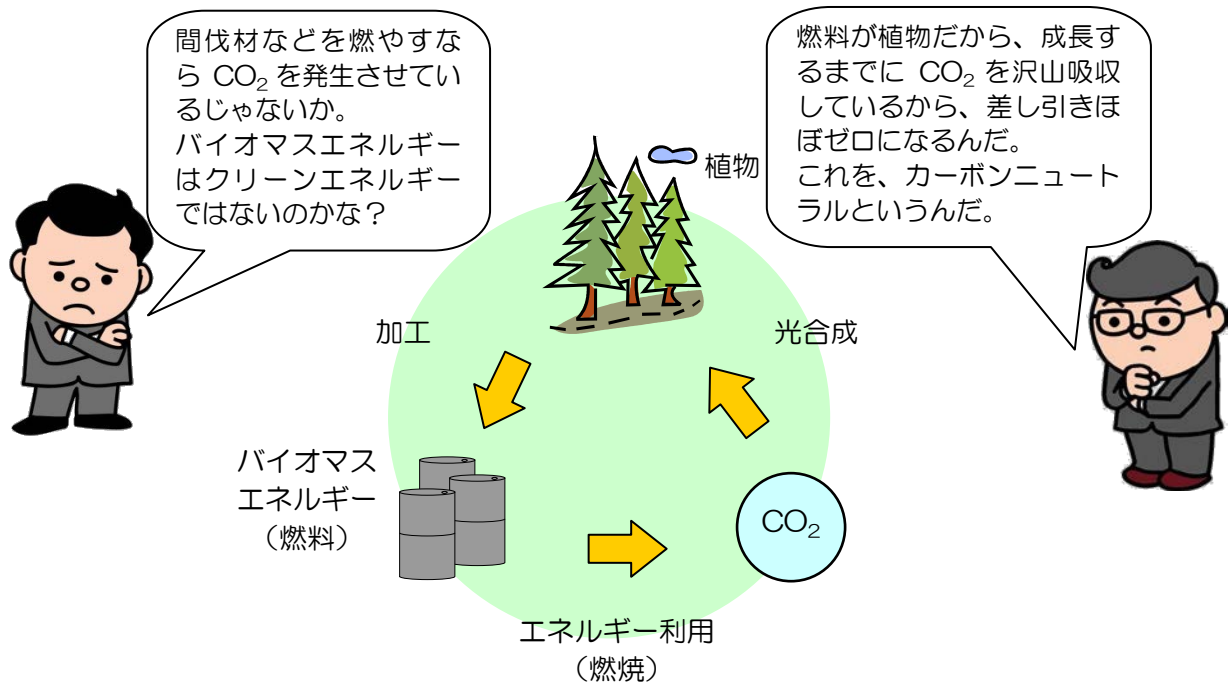 間伐材などを燃やすな
ら CO₂ を発生させてい
るじゃないか。
バイオマスエネルギー
はクリーンエネルギー
ではないのかな？
燃料が植物だから、成長す
るまでに CO₂ を沢山吸収
しているから、差し引きほ
ぼゼロになるんだ。
これを、カーボンニュート
ラルというんだ。
植物
加工
光合成
バイオマス
エネルギー
（燃料）
CO₂
エネルギー利用
（燃焼）